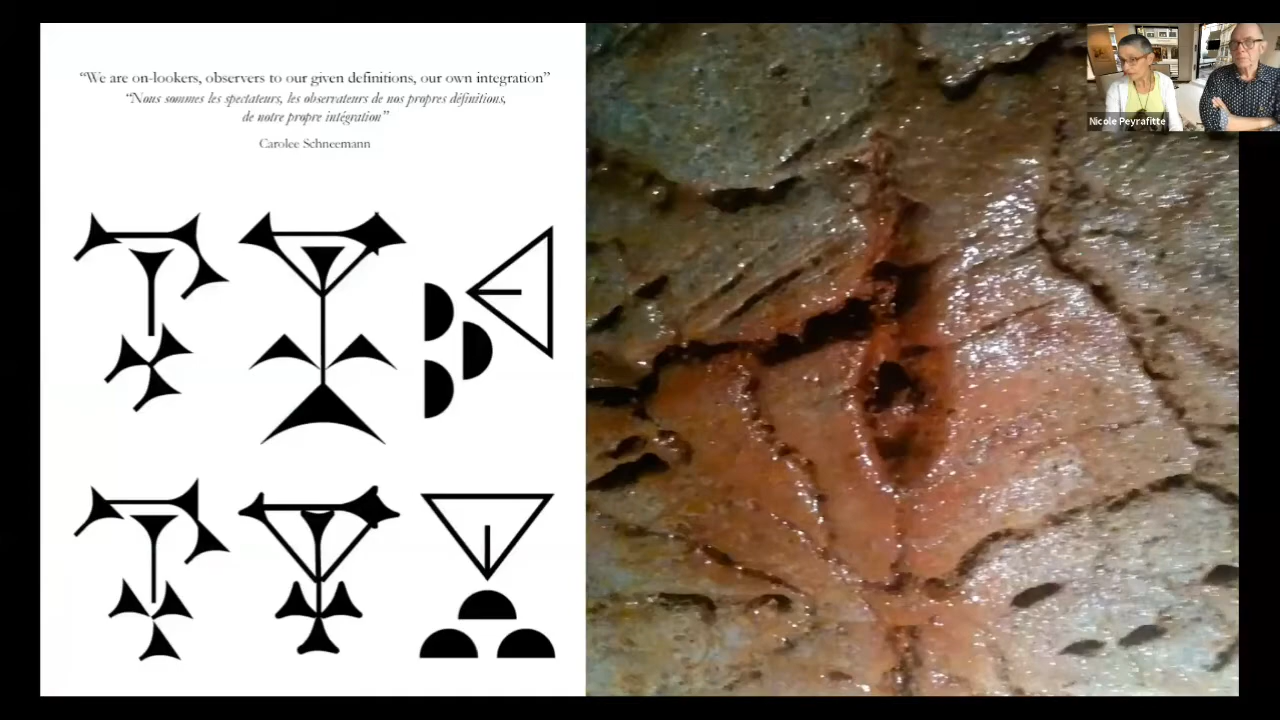 “We are on-lookers, observers to our given definitions, our own integration”
“Nous sommes les spectateurs, les observateurs de nos propres définitions,
de notre propre intégration”
Carolee Schneemann
Nicole Peyrafitte